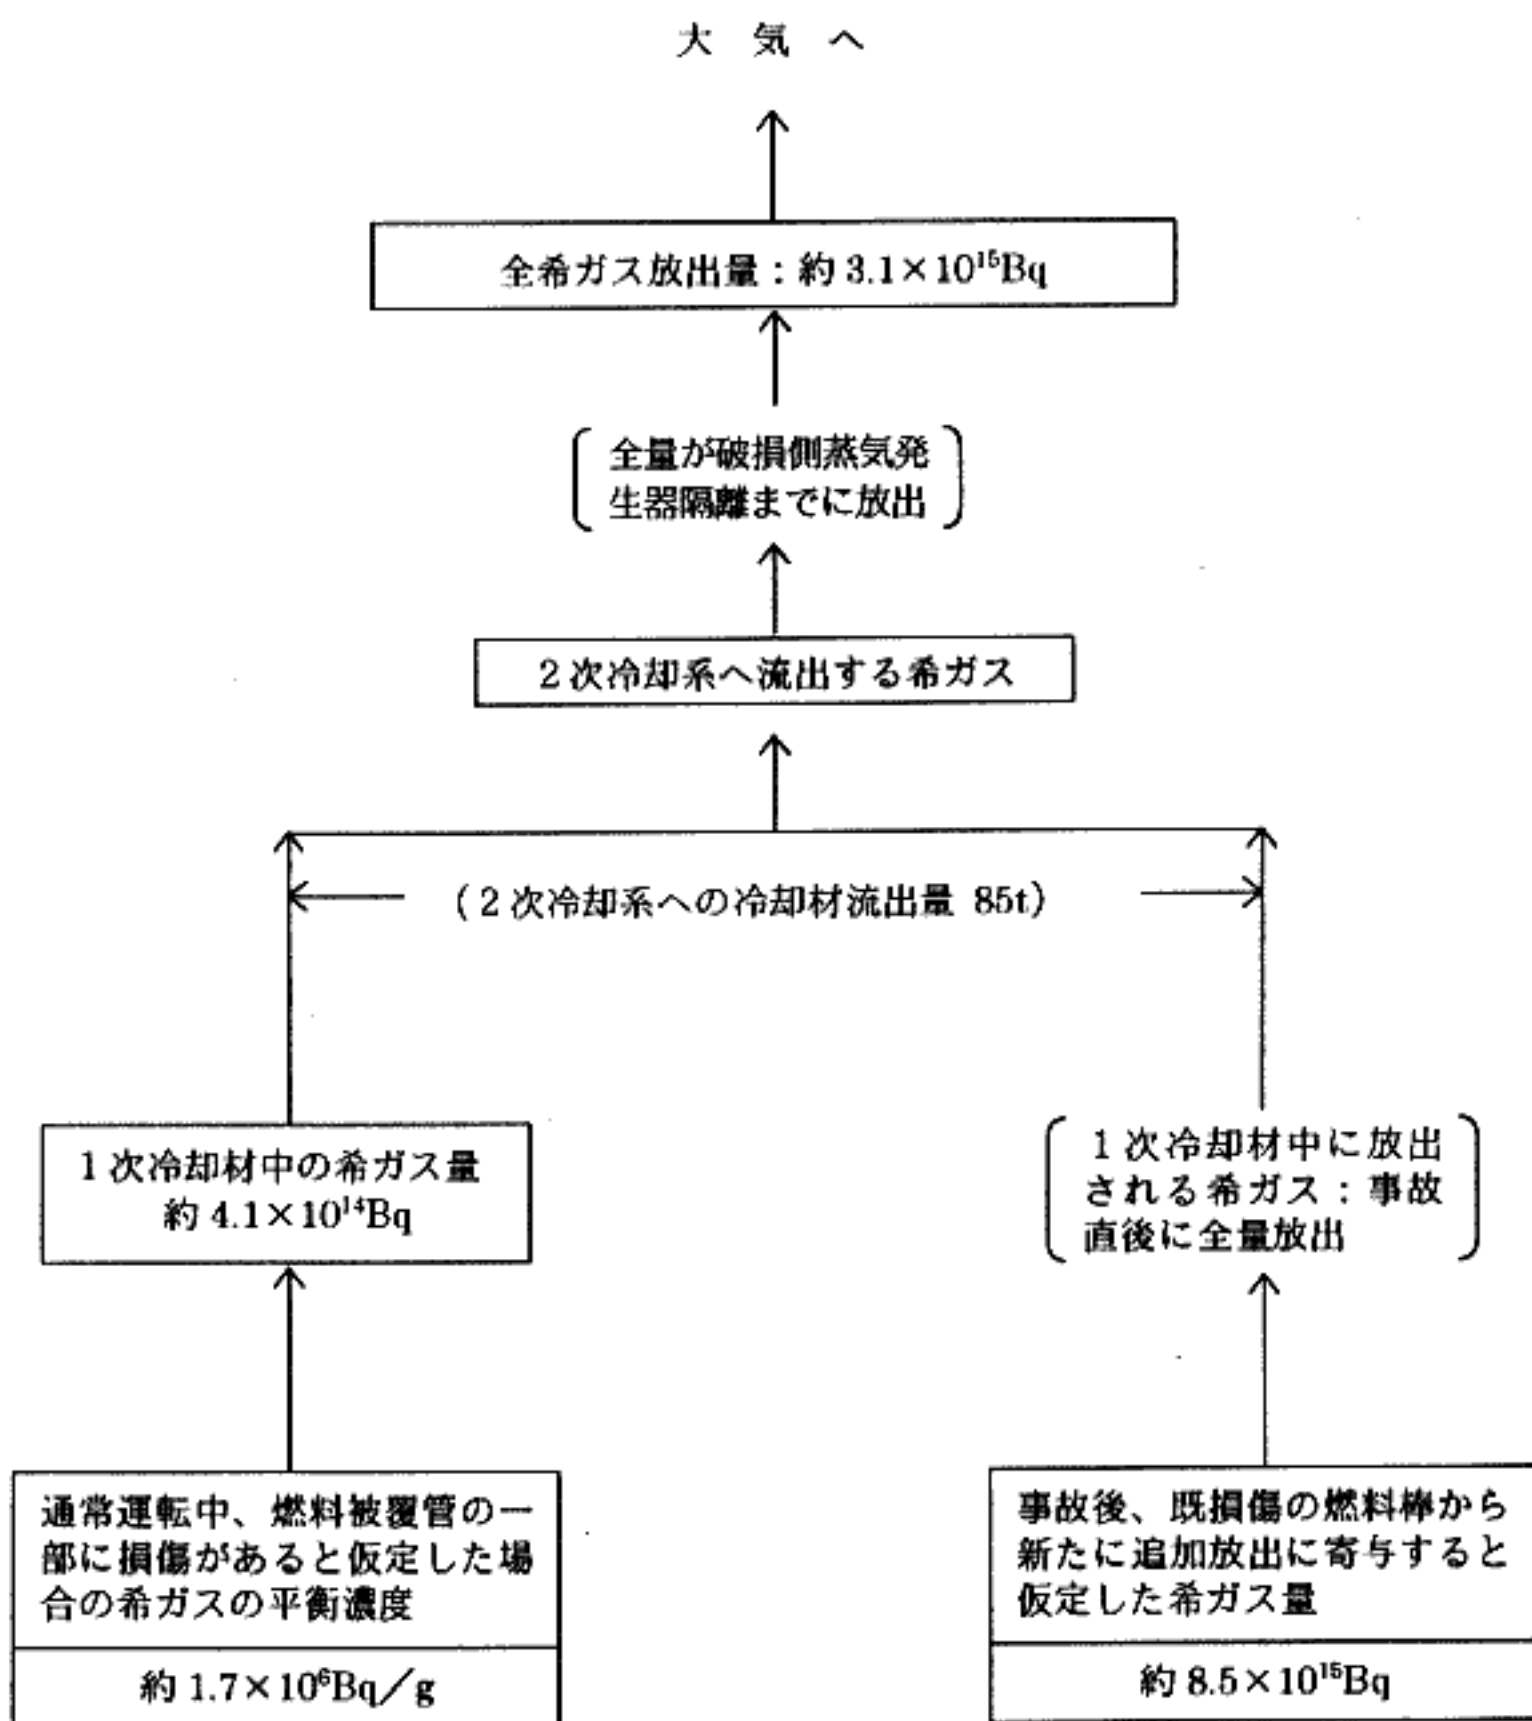 大気へ
全希ガス放出量：約3.1×10¹⁵Bq
全量が破損側蒸気発
生器隔離までに放出
2次冷却系へ流出する希ガス
(2次冷却系への冷却材流出量 85t)
1次冷却材中の希ガス量
約4.1×10¹⁴Bq
1次冷却材中に放出
される希ガス：事故
直後に全量放出
通常運転中、燃料被覆管の一
部に損傷があると仮定した場
合の希ガスの平衡濃度
約1.7×10⁶Bq／g
事故後、既損傷の燃料棒から
新たに追加放出に寄与すると
仮定した希ガス量
約8.5×10¹⁵Bq